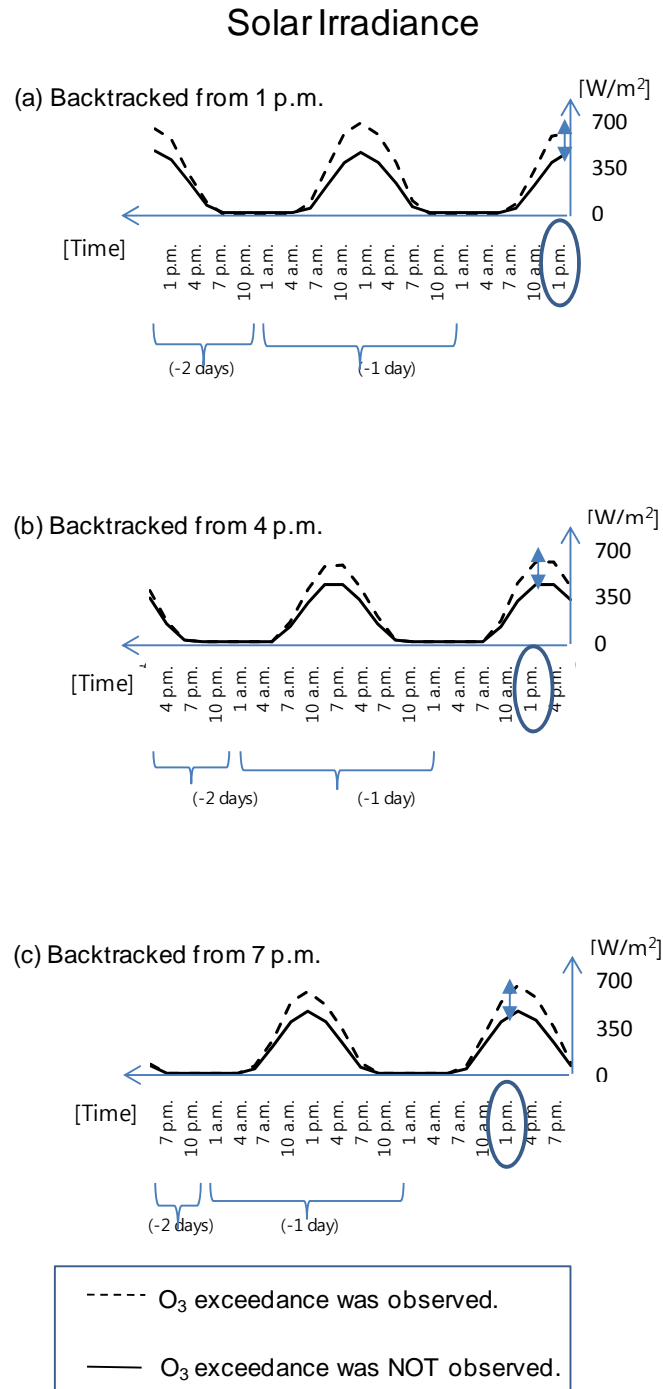 Solar Irradiance
(a) Backtracked from 1 p.m.
[W/m²]
700
350
0
[Time]
1 p.m.
4 p.m.
7 p.m.
10 p.m.
1 a.m.
4 a.m.
7 a.m.
10 a.m.
1 p.m.
4 p.m.
7 p.m.
10 p.m.
1 a.m.
4 a.m.
7 a.m.
10 a.m.
1 p.m.
(-2 days)
(-1 day)
(b) Backtracked from 4 p.m.
[W/m²]
700
350
0
[Time]
4 p.m.
7 p.m.
10 p.m.
1 a.m.
4 a.m.
7 a.m.
10 p.m.
7 p.m.
4 p.m.
7 p.m.
10 p.m.
1 a.m.
4 a.m.
7 a.m.
10 a.m.
1 p.m.
4 p.m.
(-2 days)
(-1 day)
(c) Backtracked from 7 p.m.
[W/m²]
700
350
0
[Time]
7 p.m.
10 p.m.
1 a.m.
4 a.m.
7 a.m.
10 a.m.
1 p.m.
4 p.m.
7 p.m.
10 p.m.
1 a.m.
4 a.m.
7 a.m.
10 a.m.
1 p.m.
4 p.m.
7 p.m.
(-2 days)
(-1 day)
O₃ exceedance was observed.
O₃ exceedance was NOT observed.